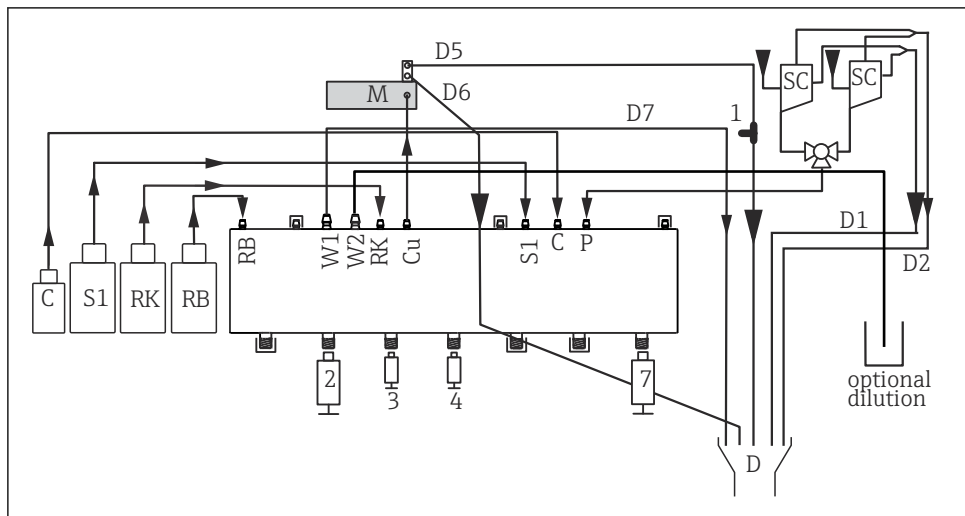 D5
SC
SC
M
D6
1
D7
RB
W1
W2
RK
Cu
S1
C
P
D1
D2
C
S1
RK
RB
2
3
4
7
optional
dilution
D